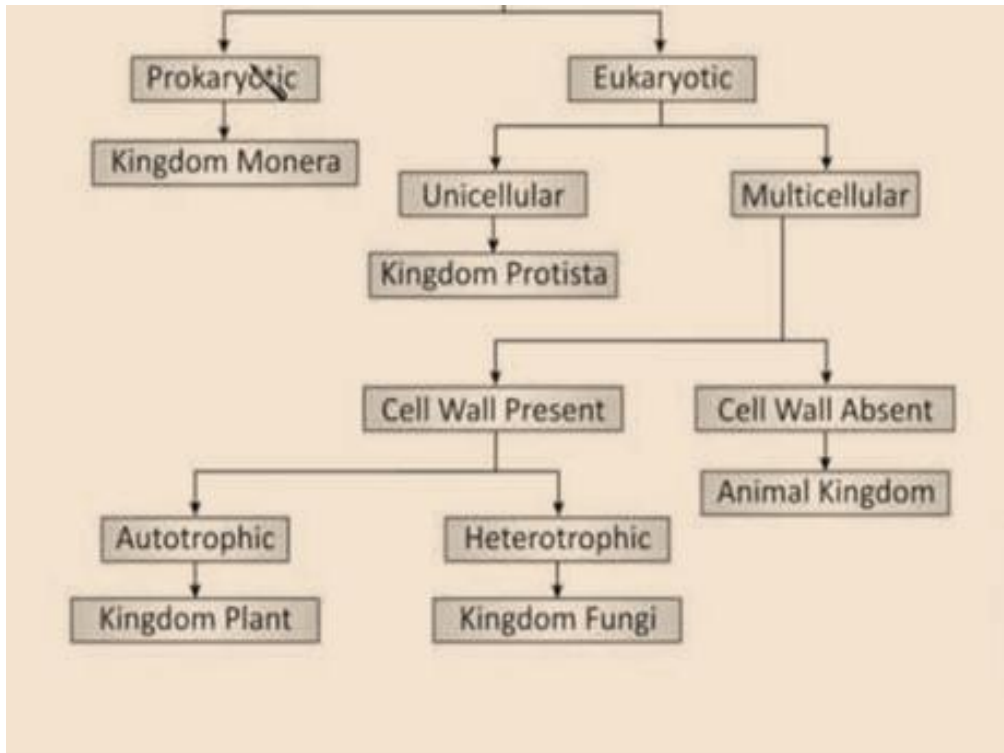 Prokaryotic
Eukaryotic
Kingdom Monera
Unicellular
Multicellular
Kingdom Protista
Cell Wall Present
Cell Wall Absent
Animal Kingdom
Autotrophic
Heterotrophic
Kingdom Plant
Kingdom Fungi